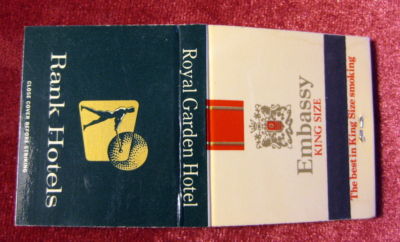 Rank Hotels
CLOSE COVER BEFORE STRIKING
Royal Garden Hotel
Embassy
KING SIZE
The best in King Size smoking